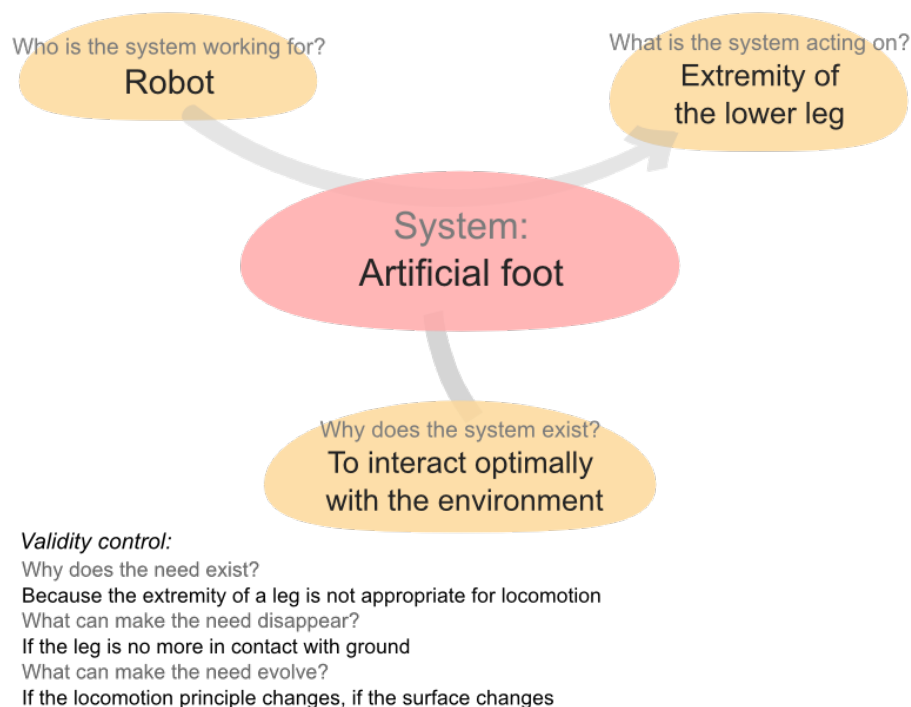 Who is the system working for?
Robot
What is the system acting on?
Extremity of
the lower leg
System:
Artificial foot
Why does the system exist?
To interact optimally
with the environment
Validity control:
Why does the need exist?
Because the extremity of a leg is not appropriate for locomotion
What can make the need disappear?
If the leg is no more in contact with ground
What can make the need evolve?
If the locomotion principle changes, if the surface changes